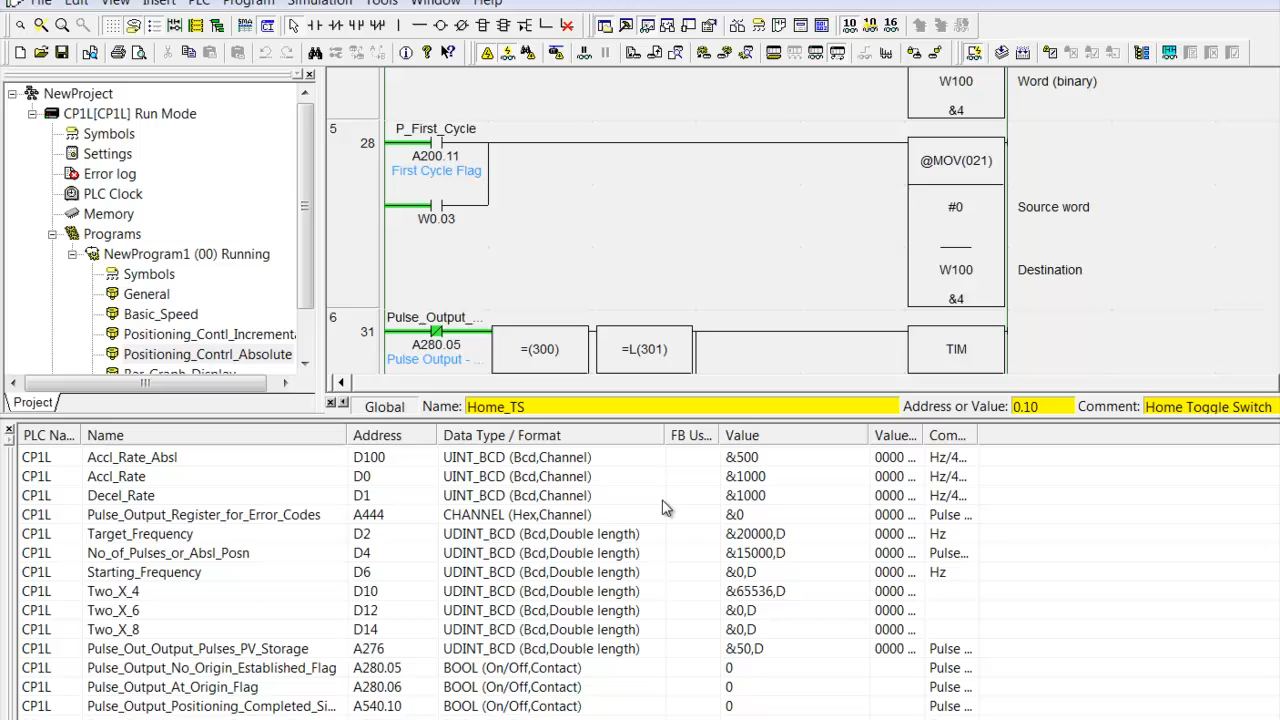 File Edit View Insert PLC Program Simulation Tools Window Help
10 10 16
NewProject
CP1L[CP1L] Run Mode
Symbols
Settings
Error log
PLC Clock
Memory
Programs
NewProgram1 (00) Running
Symbols
General
Basic_Speed
Positioning_Contl_Incrementa
Positioning_Contrl_Absolute
Bar_Graph_Display
Project
W100
Word (binary)
&4
5
28
P_First_Cycle
A200.11
First Cycle Flag
W0.03
@MOV(021)
#0
Source word
W100
Destination
&4
6
31
Pulse_Output_...
A280.05
Pulse Output - ...
=(300)
=L(301)
TIM
Global Name: Home_TS Address or Value: 0.10 Comment: Home Toggle Switch
PLC Na... Name Address Data Type / Format FB Us... Value Value... Com...
CP1L Accl_Rate_Absl D100 UINT_BCD (Bcd,Channel) &500 0000 ... Hz/4...
CP1L Accl_Rate D0 UINT_BCD (Bcd,Channel) &1000 0000 ... Hz/4...
CP1L Decel_Rate D1 UINT_BCD (Bcd,Channel) &1000 0000 ... Hz/4...
CP1L Pulse_Output_Register_for_Error_Codes A444 CHANNEL (Hex,Channel) &0 0000 ... Pulse ...
CP1L Target_Frequency D2 UDINT_BCD (Bcd,Double length) &20000,D 0000 ... Hz
CP1L No_of_Pulses_or_Absl_Posn D4 UDINT_BCD (Bcd,Double length) &15000,D 0000 ... Pulse...
CP1L Starting_Frequency D6 UDINT_BCD (Bcd,Double length) &0,D 0000 ... Hz
CP1L Two_X_4 D10 UDINT_BCD (Bcd,Double length) &65536,D 0000 ...
CP1L Two_X_6 D12 UDINT_BCD (Bcd,Double length) &0,D 0000 ...
CP1L Two_X_8 D14 UDINT_BCD (Bcd,Double length) &0,D 0000 ...
CP1L Pulse_Out_Output_Pulses_PV_Storage A276 UDINT_BCD (Bcd,Double length) &50,D 0000 ... Pulse ...
CP1L Pulse_Output_No_Origin_Established_Flag A280.05 BOOL (On/Off,Contact) 0 Pulse ...
CP1L Pulse_Output_At_Origin_Flag A280.06 BOOL (On/Off,Contact) 0 Pulse ...
CP1L Pulse_Output_Positioning_Completed_Si... A540.10 BOOL (On/Off,Contact) 0 Pulse ...